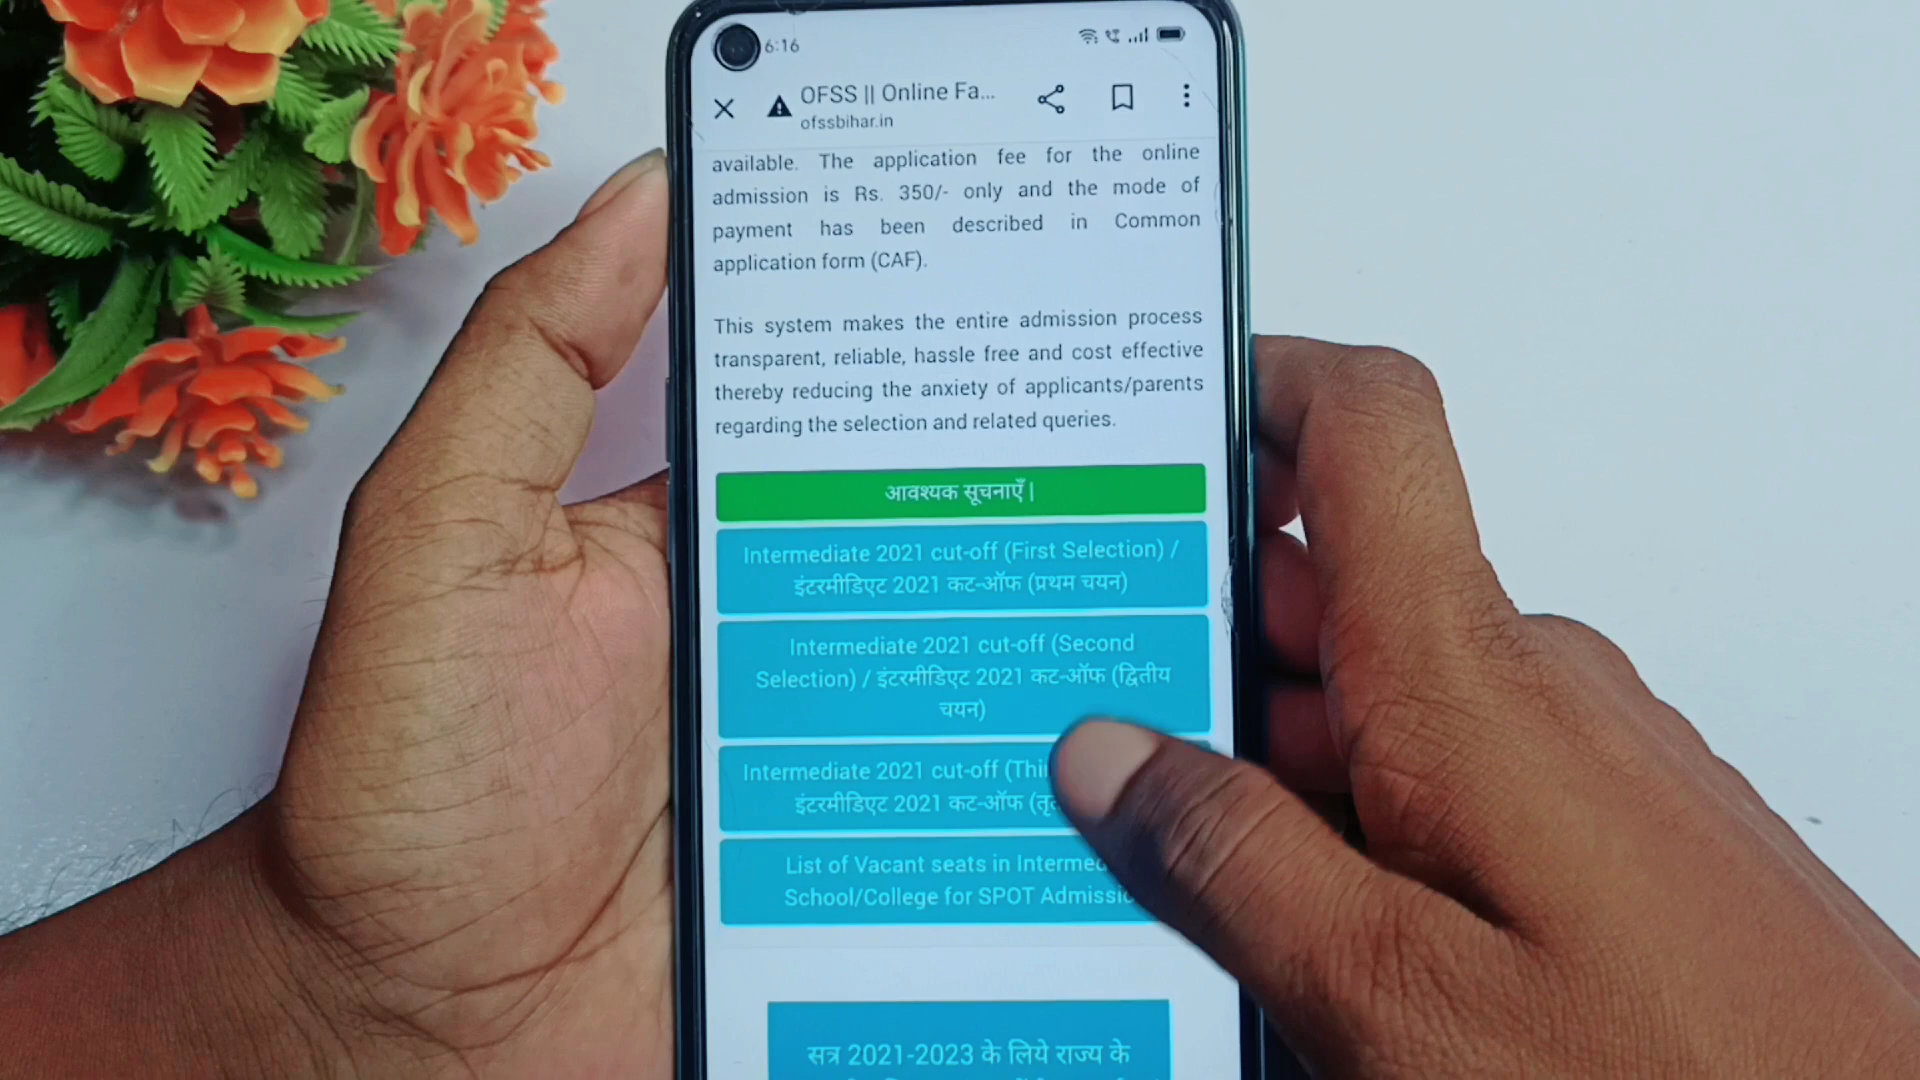 6:16
OFSS || Online Fa...
ofssbihar.in
available. The application fee for the online
admission is Rs. 350/- only and the mode of
payment has been described in Common
application form (CAF).
This system makes the entire admission process
transparent, reliable, hassle free and cost effective
thereby reducing the anxiety of applicants/parents
regarding the selection and related queries.
आवश्यक सूचनाएँ |
Intermediate 2021 cut-off (First Selection) /
इंटरमीडिएट 2021 कट-ऑफ (प्रथम चयन)
Intermediate 2021 cut-off (Second
Selection) / इंटरमीडिएट 2021 कट-ऑफ (द्वितीय
चयन)
Intermediate 2021 cut-off
इंटरमीडिएट 2021 कट-ऑफ
List of Vacant seats in
School/College for SPOT
सत्र 2021-2023 के लिये राज्य के